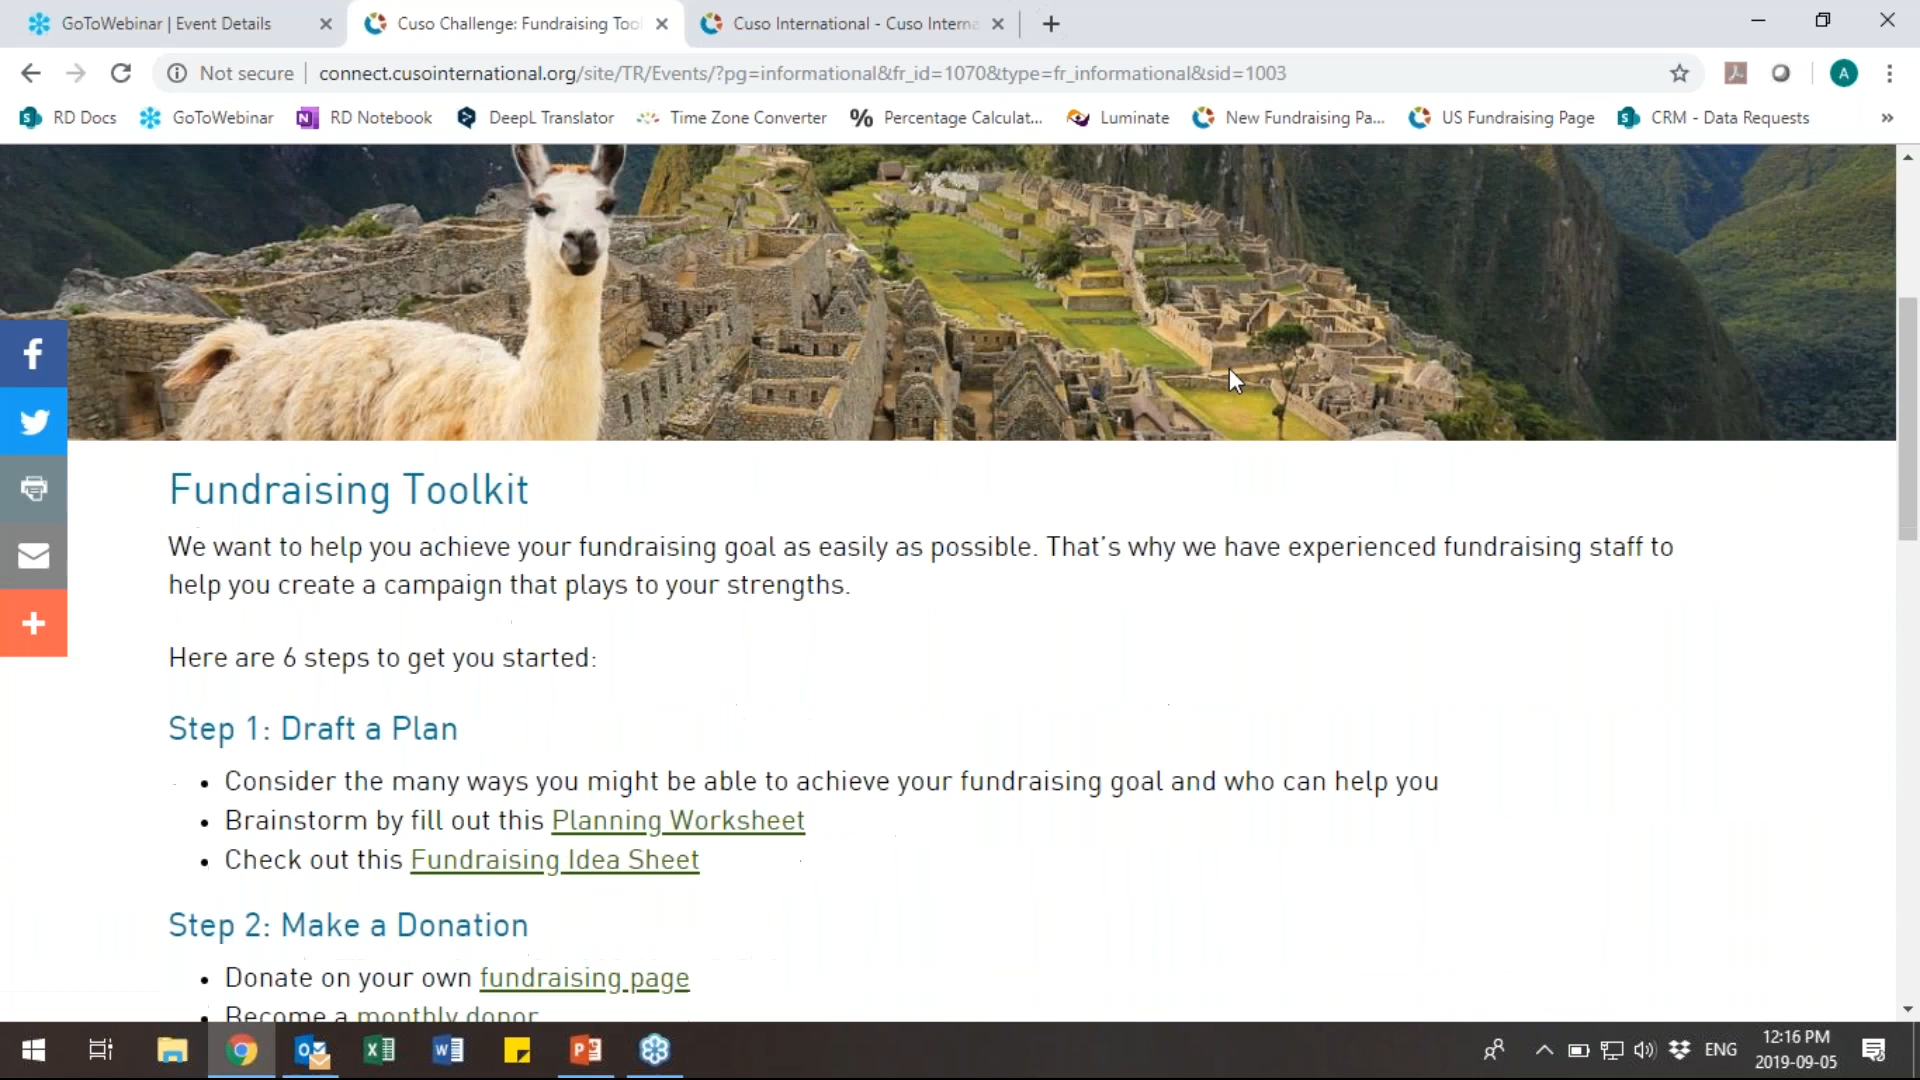 GoToWebinar | Event Details
Cuso Challenge: Fundraising Tool
Cuso International - Cuso Interna
Not secure
connect.cusointernational.org/site/TR/Events/?pg=informational&fr_id=1070&type=fr_informational&sid=1003
A
RD Docs
GoToWebinar
RD Notebook
DeepL Translator
Time Zone Converter
Percentage Calculat...
Luminate
New Fundraising Pa...
US Fundraising Page
CRM - Data Requests
Fundraising Toolkit
We want to help you achieve your fundraising goal as easily as possible. That's why we have experienced fundraising staff to
help you create a campaign that plays to your strengths.
Here are 6 steps to get you started:
Step 1: Draft a Plan
• Consider the many ways you might be able to achieve your fundraising goal and who can help you
• Brainstorm by fill out this Planning Worksheet
• Check out this Fundraising Idea Sheet
Step 2: Make a Donation
• Donate on your own fundraising page
• Become a monthly donor
ENG
12:16 PM
2019-09-05